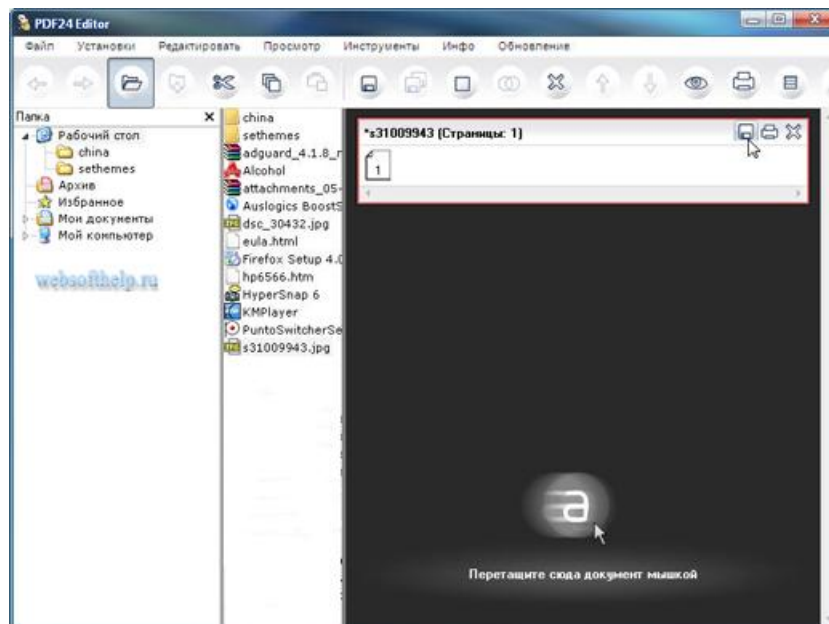 PDF24 Editor
Файл Установки Редактировать Просмотр Инструменты Инфо Обновление
Папка
Рабочий стол
china
sethemes
Архив
Избранное
Мои документы
Мой компьютер
websofthelp.ru
china
sethemes
adguard_4.1.8_r
Alcohol
attachments_05-
Auslogics BoostS
dsc_30432.jpg
eula.html
Firefox Setup 4.0
hp6566.htm
HyperSnap 6
KMPlayer
PuntoSwitcherSe
s31009943.jpg
*s31009943 (Страницы: 1)
1
a
Перетащите сюда документ мышкой